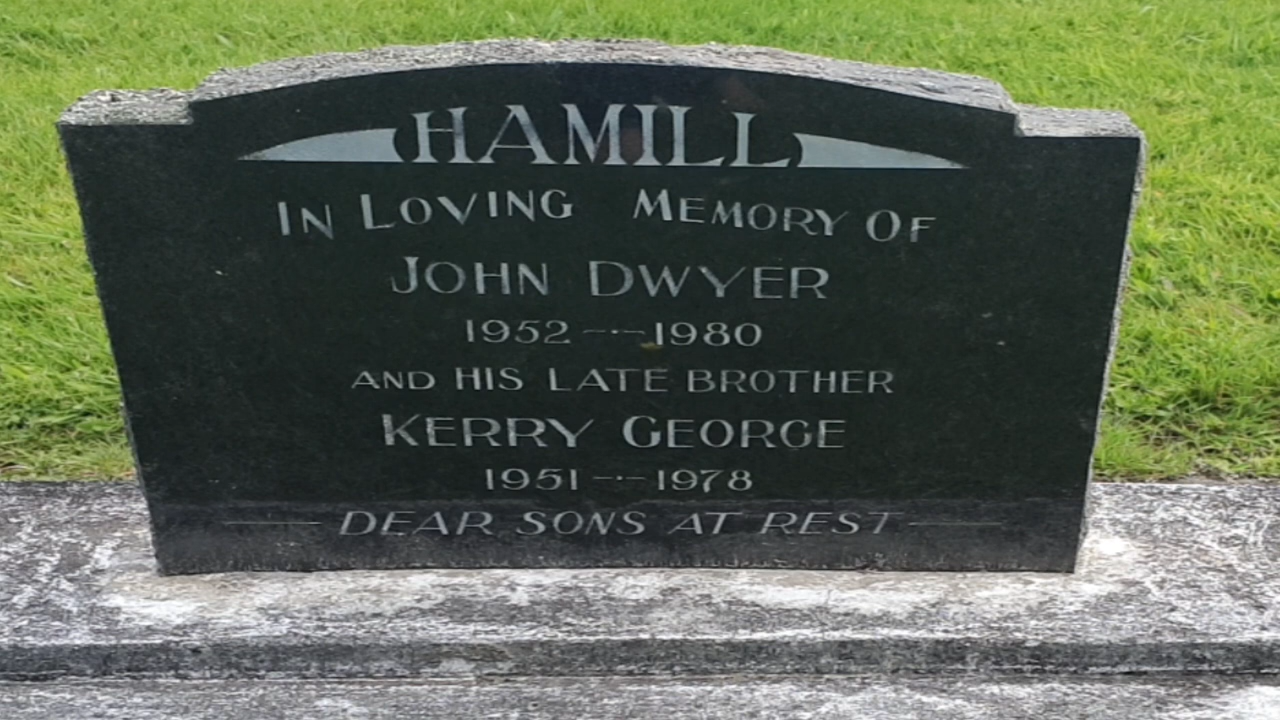 HAMILL
IN LOVING MEMORY OF
JOHN DWYER
1952 -·- 1980
AND HIS LATE BROTHER
KERRY GEORGE
1951 -·- 1978
DEAR SONS AT REST